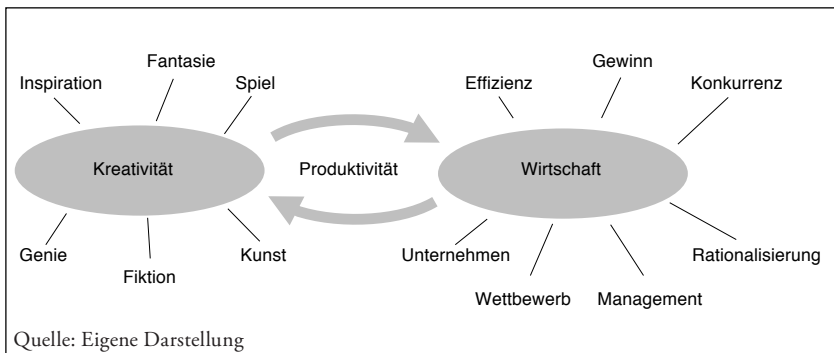 Fantasie
Gewinn
Inspiration
Spiel
Effizienz
Konkurrenz
Kreativität
Produktivität
Wirtschaft
Genie
Fiktion
Kunst
Unternehmen
Rationalisierung
Wettbewerb
Management
Quelle: Eigene Darstellung